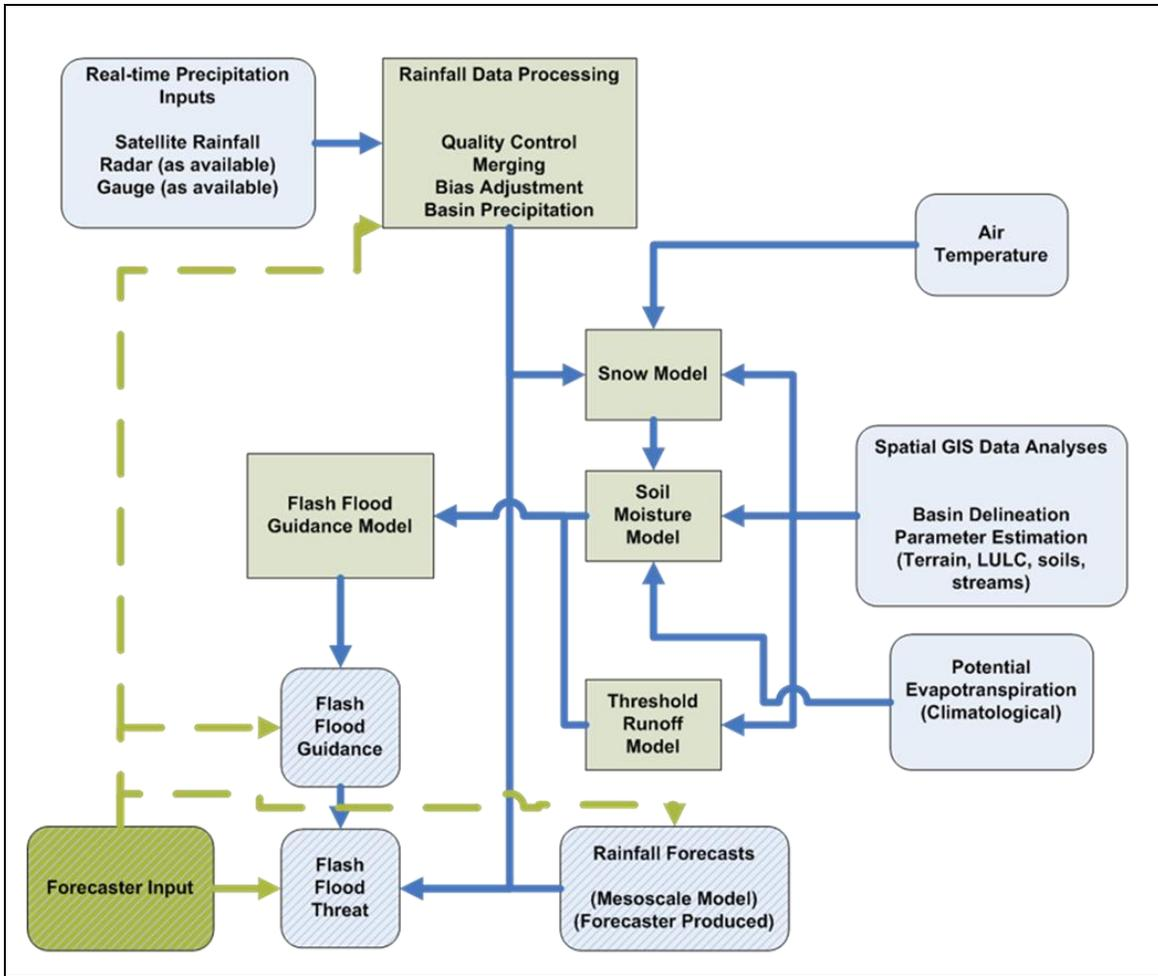 Real-time Precipitation
Inputs
Satellite Rainfall
Radar (as available)
Gauge (as available)
Rainfall Data Processing
Quality Control
Merging
Bias Adjustment
Basin Precipitation
Air
Temperature
Snow Model
Spatial GIS Data Analyses
Basin Delineation
Parameter Estimation
(Terrain, LULC, soils,
streams)
Flash Flood
Guidance Model
Soil
Moisture
Model
Potential
Evapotranspiration
(Climatological)
Threshold
Runoff
Model
Flash
Flood
Guidance
Forecaster Input
Flash
Flood
Threat
Rainfall Forecasts
(Mesoscale Model)
(Forecaster Produced)